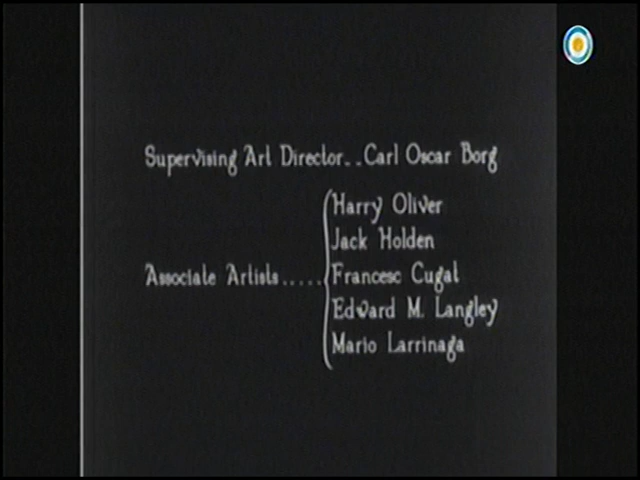 Supervising Art Director.. Carl Oscar Borg
Harry Oliver
Jack Holden
Associate Artists..... Francesc Cugat
Edward M. Langley
Mario Larrinaga